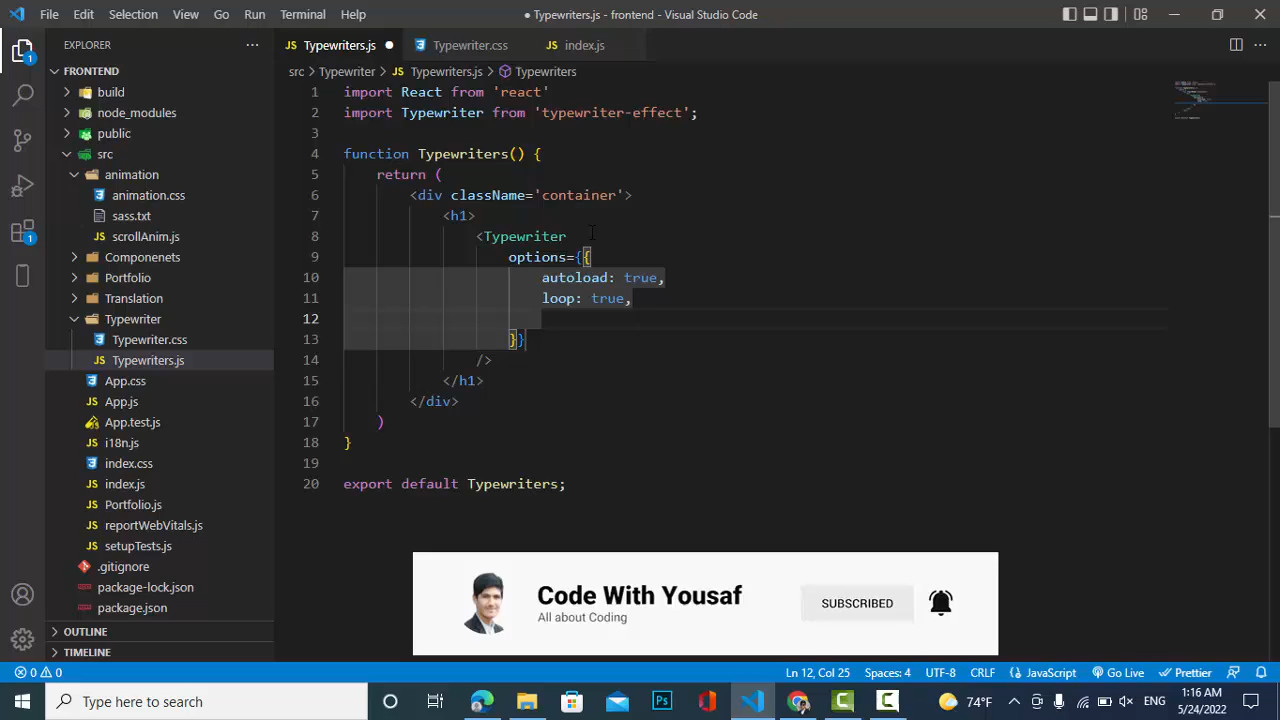 File Edit Selection View Go Run Terminal Help
● Typewriters.js - frontend - Visual Studio Code
EXPLORER
FRONTEND
build
node_modules
public
src
animation
animation.css
sass.txt
scrollAnim.js
Componenets
Portfolio
Translation
Typewriter
Typewriter.css
Typewriters.js
App.css
App.js
App.test.js
i18n.js
index.css
index.js
Portfolio.js
reportWebVitals.js
setupTests.js
.gitignore
package-lock.json
package.json
OUTLINE
TIMELINE
Typewriters.js Typewriter.css index.js
src > Typewriter > Typewriters.js > Typewriters
1 import React from 'react'
2 import Typewriter from 'typewriter-effect';
3
4 function Typewriters() {
5 return (
6 <div className='container'>
7 <h1>
8 <Typewriter
9 options={{
10 autoload: true,
11 loop: true,
12
13 }}
14 />
15 </h1>
16 </div>
17 )
18 }
19
20 export default Typewriters;
Code With Yousaf
All about Coding
SUBSCRIBED
1
1
0 0
Ln 12, Col 25 Spaces: 4 UTF-8 CRLF JavaScript Go Live Prettier
Type here to search
74°F
ENG
1:16 AM
5/24/2022